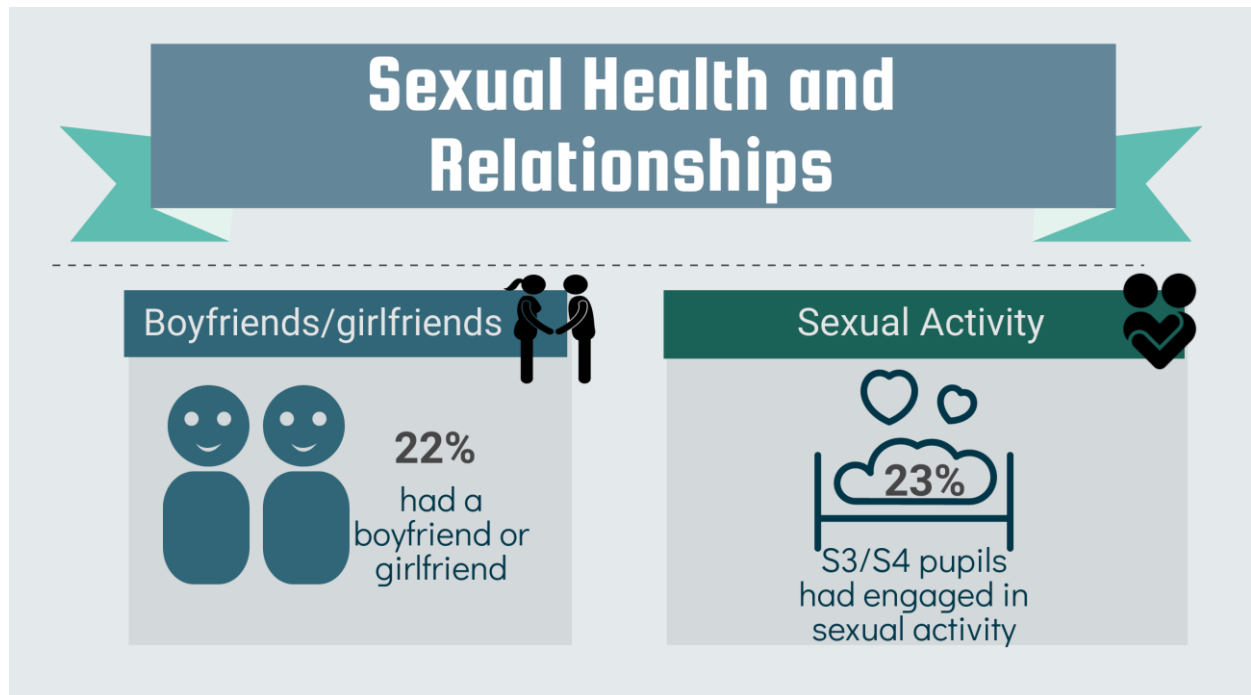 Sexual Health and
Relationships
Boyfriends/girlfriends
22%
had a
boyfriend or
girlfriend
Sexual Activity
23%
S3/S4 pupils
had engaged in
sexual activity